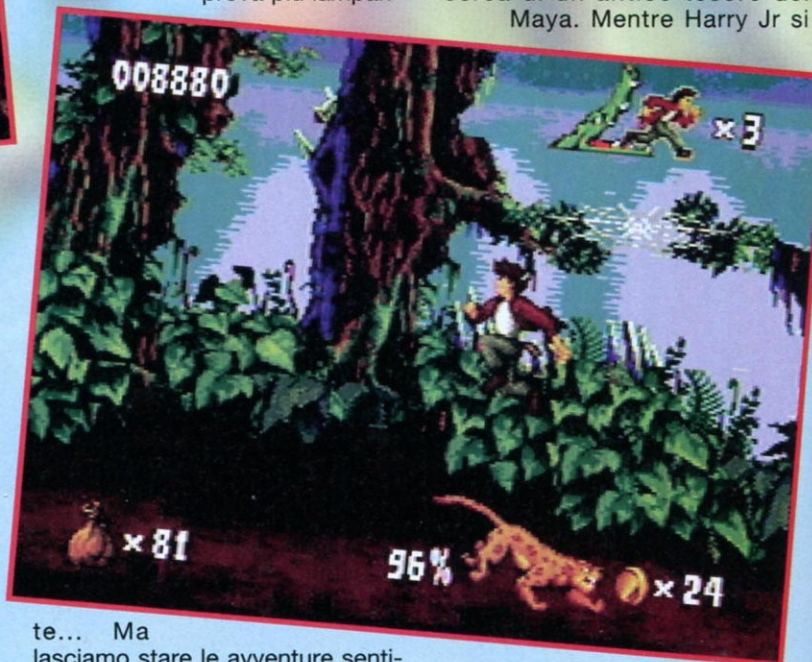 prova più lampan-
cerca di un antico tesoro dei
Maya. Mentre Harry Jr si
008880
×3
×81
96%
×24
te... Ma
lasciamo stare le avventure senti-